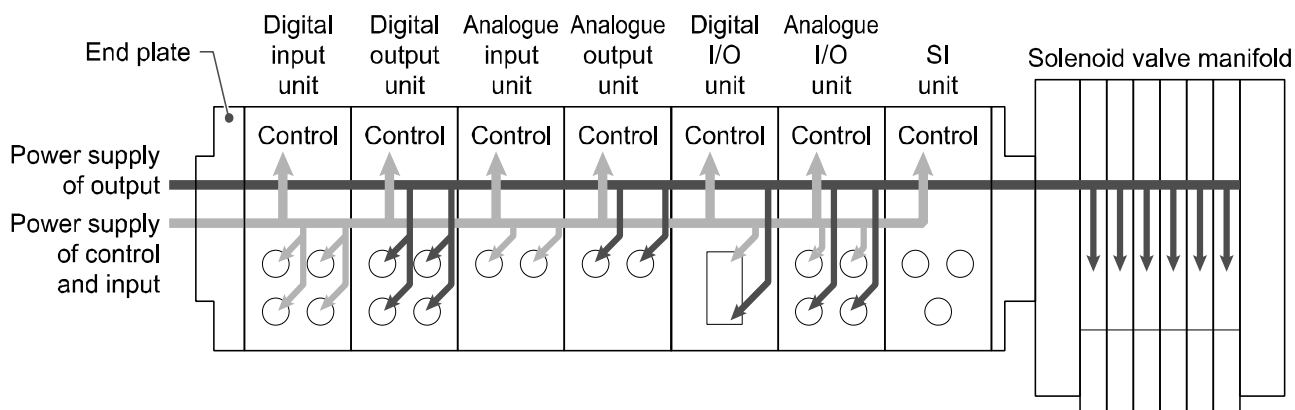 End plate
Digital
input
unit
Digital
output
unit
Analogue
input
unit
Analogue
output
unit
Digital
I/O
unit
Analogue
I/O
unit
SI
unit
Solenoid valve manifold
Control
Control
Control
Control
Control
Control
Control
Power supply
of output
Power supply
of control
and input